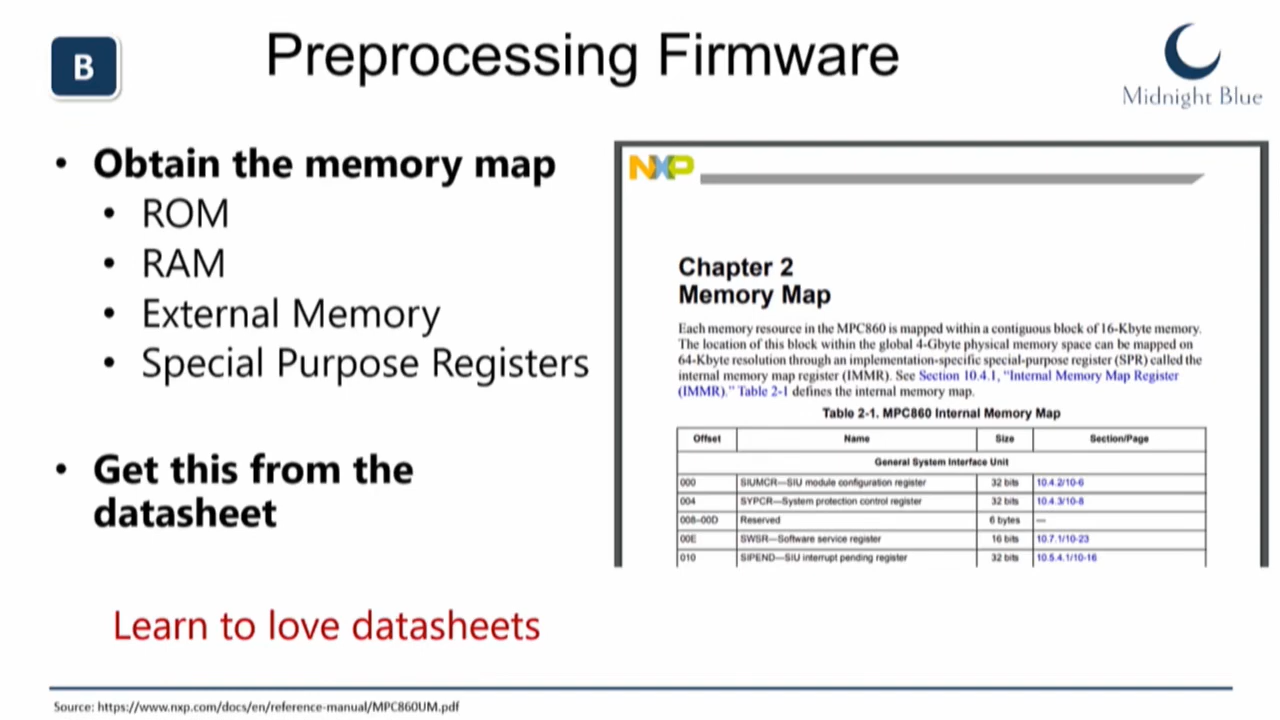 B
Preprocessing Firmware
Midnight Blue
• Obtain the memory map
• ROM
• RAM
• External Memory
• Special Purpose Registers
• Get this from the
datasheet
Learn to love datasheets
NXP
Chapter 2
Memory Map
Each memory resource in the MPC860 is mapped within a contiguous block of 16-Kbyte memory.
The location of this block within the global 4-Gbyte physical memory space can be mapped on
64-Kbyte resolution through an implementation-specific special-purpose register (SPR) called the
internal memory map register (IMMR). See Section 10.4.1, "Internal Memory Map Register
(IMMR)." Table 2-1 defines the internal memory map.
Table 2-1. MPC860 Internal Memory Map
Offset Name Size Section/Page
General System Interface Unit
000 SIUMCR—SIU module configuration register 32 bits 10.4.2/10-6
004 SYPCR—System protection control register 32 bits 10.4.3/10-8
008-00D Reserved 6 bytes —
00E SWSR—Software service register 16 bits 10.7.1/10-23
010 SIPEND—SIU interrupt pending register 32 bits 10.5.4.1/10-16
Source: https://www.nxp.com/docs/en/reference-manual/MPC860UM.pdf